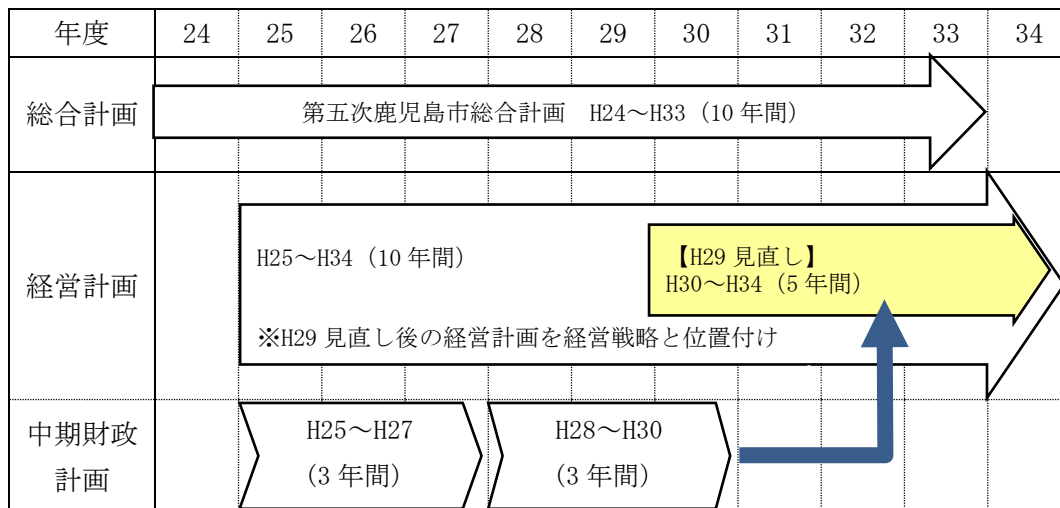 年度 24 25 26 27 28 29 30 31 32 33 34
総合計画
第五次鹿児島市総合計画　H24～H33（10年間）
経営計画
H25～H34（10年間）
【H29見直し】
H30～H34（5年間）
※H29見直し後の経営計画を経営戦略と位置付け
中期財政
計画
H25～H27
（3年間）
H28～H30
（3年間）